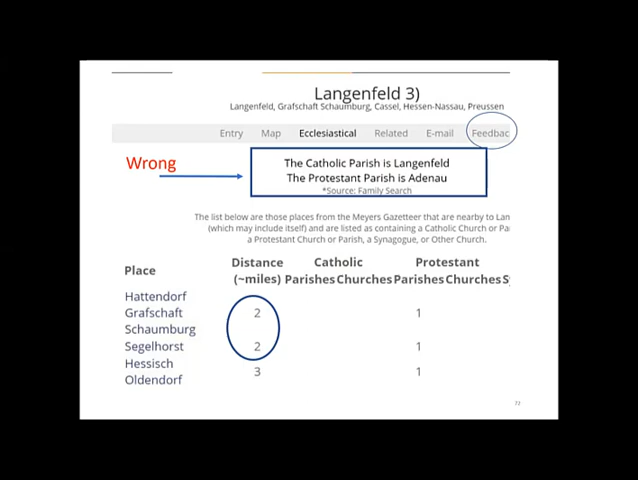 Langenfeld 3)
Langenfeld, Grafschaft Schaumburg, Cassel, Hessen-Nassau, Preussen
Entry Map Ecclesiastical Related E-mail Feedbac
Wrong
The Catholic Parish is Langenfeld
The Protestant Parish is Adenau
*Source: Family Search
The list below are those places from the Meyers Gazetteer that are nearby to Lan
(which may include itself) and are listed as containing a Catholic Church or Pa
a Protestant Church or Parish, a Synagogue, or Other Church.
Distance Catholic Protestant
Place (~miles) Parishes Churches Parishes Churches S
Hattendorf
Grafschaft 2 1
Schaumburg
Segelhorst 2 1
Hessisch
Oldendorf 3 1